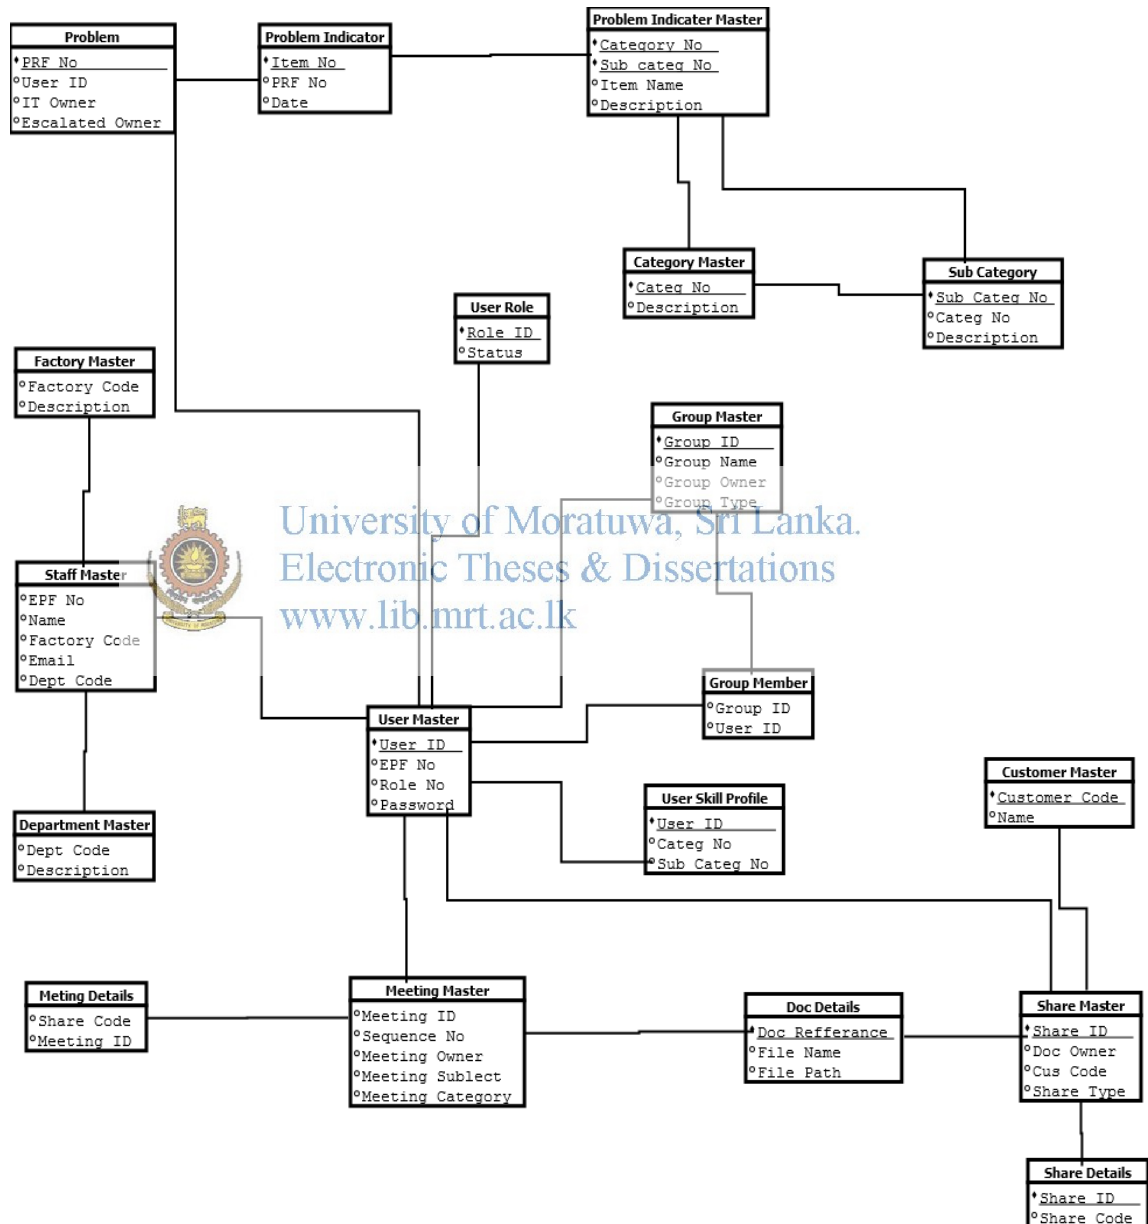 Problem
PRF No
User ID
IT Owner
Escalated Owner
Problem Indicator
Item No
PRF No
Date
Problem Indicater Master
Category No
Sub categ No
Item Name
Description
Category Master
Categ No
Description
Sub Category
Sub Categ No
Categ No
Description
User Role
Role ID
Status
Factory Master
Factory Code
Description
Group Master
Group ID
Group Name
Group Owner
Group Type
University of Moratuwa, Sri Lanka.
Electronic Theses & Dissertations
www.lib.mrt.ac.lk
Staff Master
EPF No
Name
Factory Code
Email
Dept Code
Group Member
Group ID
User ID
User Master
User ID
EPF No
Role No
Password
User Skill Profile
User ID
Categ No
Sub Categ No
Customer Master
Customer Code
Name
Department Master
Dept Code
Description
Meting Details
Share Code
Meeting ID
Meeting Master
Meeting ID
Sequence No
Meeting Owner
Meeting Sublect
Meeting Category
Doc Details
Doc Refferance
File Name
File Path
Share Master
Share ID
Doc Owner
Cus Code
Share Type
Share Details
Share ID
Share Code